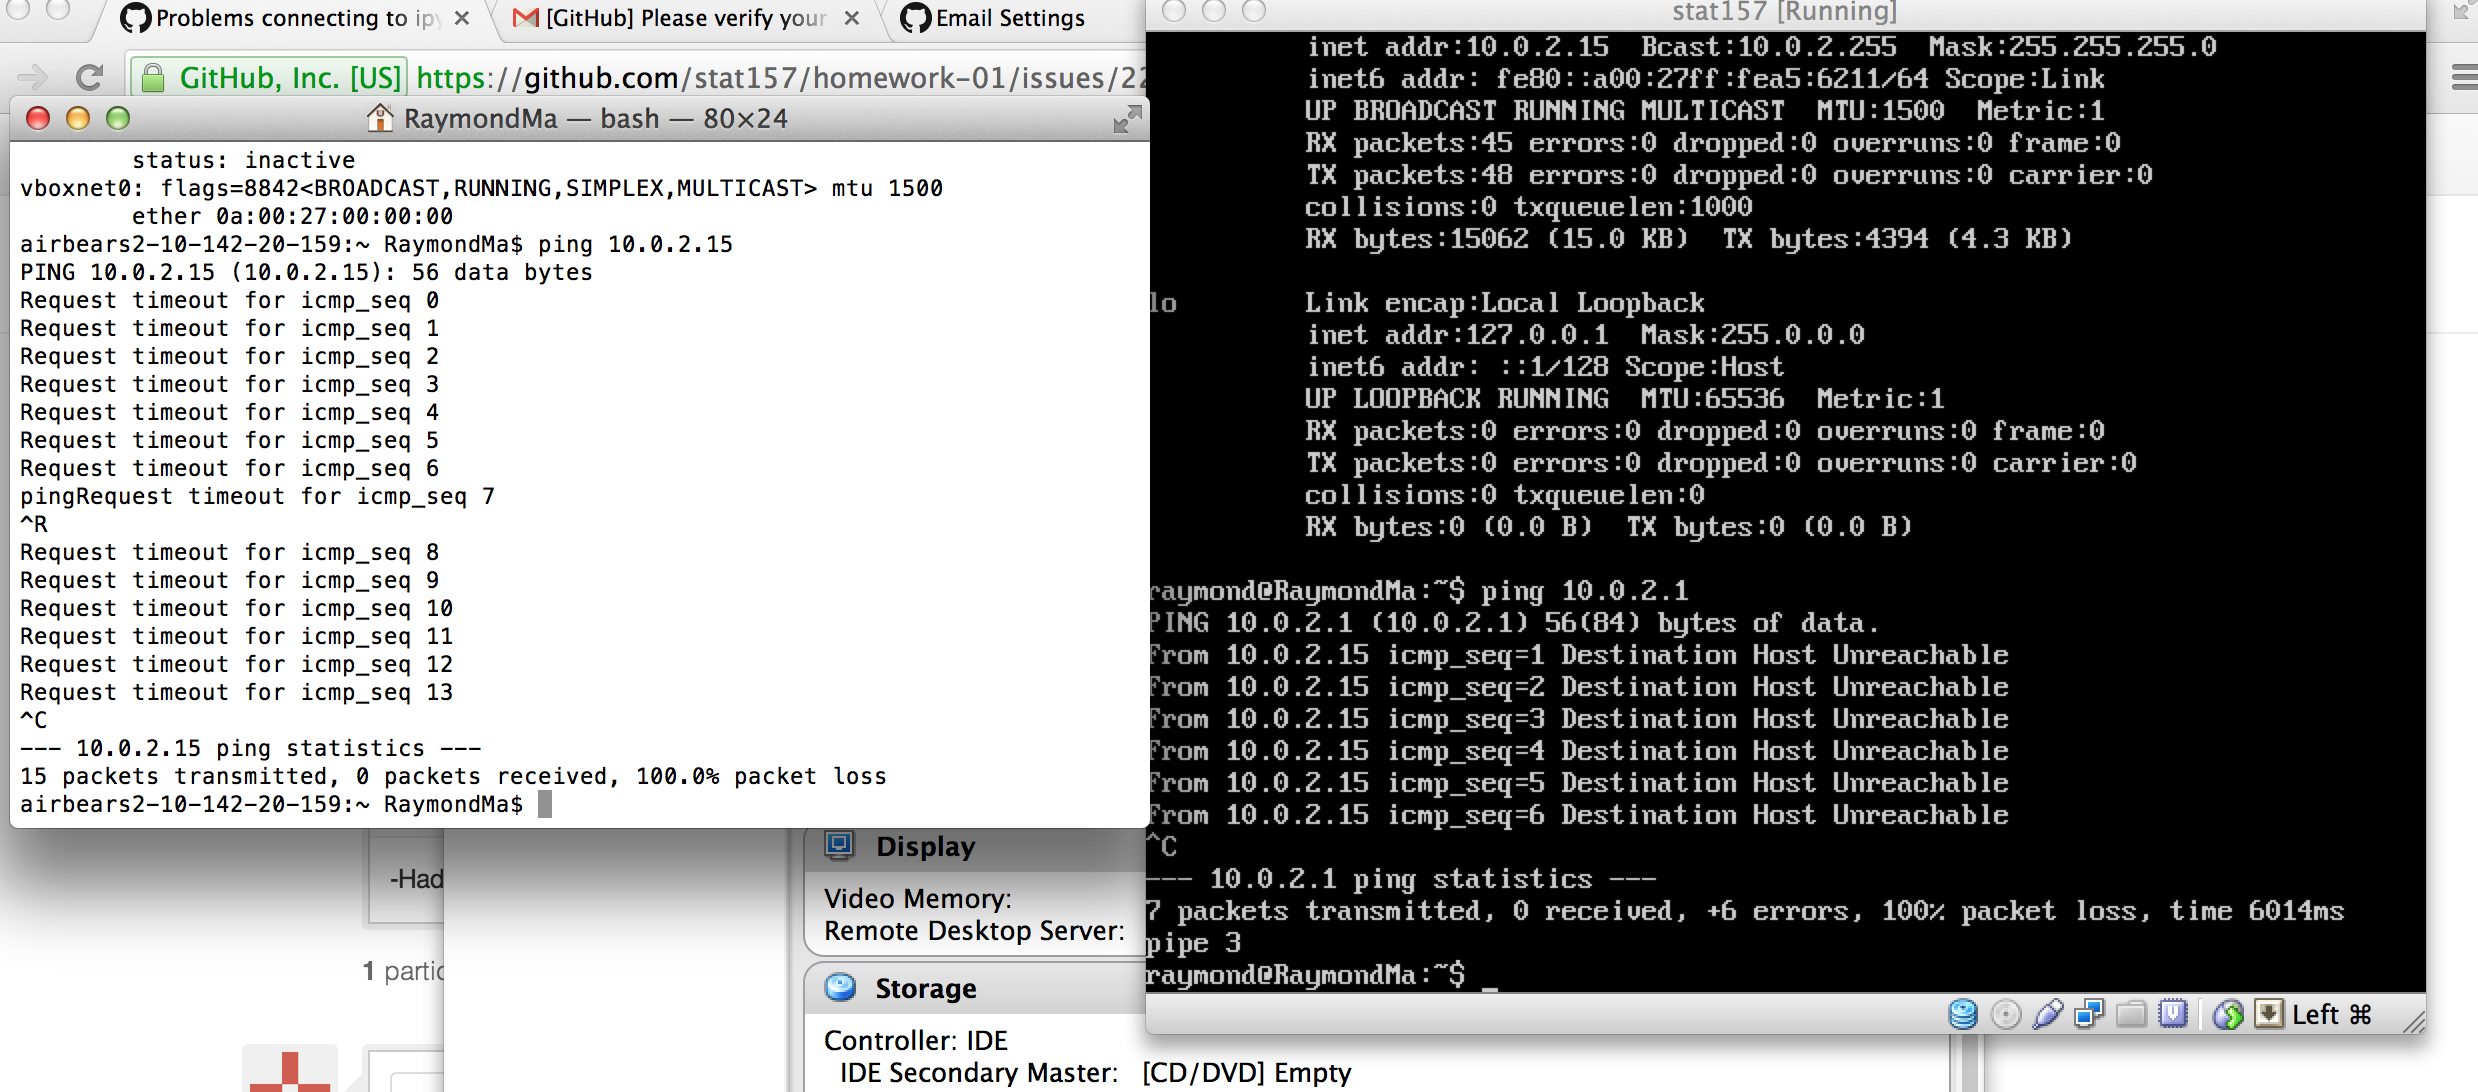 Problems connecting to ipy
[GitHub] Please verify your
Email Settings
GitHub, Inc. [US] https://github.com/stat157/homework-01/issues/22
RaymondMa — bash — 80×24
status: inactive
vboxnet0: flags=8842<BROADCAST,RUNNING,SIMPLEX,MULTICAST> mtu 1500
ether 0a:00:27:00:00:00
airbears2-10-142-20-159:~ RaymondMa$ ping 10.0.2.15
PING 10.0.2.15 (10.0.2.15): 56 data bytes
Request timeout for icmp_seq 0
Request timeout for icmp_seq 1
Request timeout for icmp_seq 2
Request timeout for icmp_seq 3
Request timeout for icmp_seq 4
Request timeout for icmp_seq 5
Request timeout for icmp_seq 6
pingRequest timeout for icmp_seq 7
^R
Request timeout for icmp_seq 8
Request timeout for icmp_seq 9
Request timeout for icmp_seq 10
Request timeout for icmp_seq 11
Request timeout for icmp_seq 12
Request timeout for icmp_seq 13
^C
--- 10.0.2.15 ping statistics ---
15 packets transmitted, 0 packets received, 100.0% packet loss
airbears2-10-142-20-159:~ RaymondMa$
-Had
1 partic
Display
Video Memory:
Remote Desktop Server:
Storage
Controller: IDE
IDE Secondary Master: [CD/DVD] Empty
stat157 [Running]
inet addr:10.0.2.15 Bcast:10.0.2.255 Mask:255.255.255.0
inet6 addr: fe80::a00:27ff:fea5:6211/64 Scope:Link
UP BROADCAST RUNNING MULTICAST MTU:1500 Metric:1
RX packets:45 errors:0 dropped:0 overruns:0 frame:0
TX packets:48 errors:0 dropped:0 overruns:0 carrier:0
collisions:0 txqueuelen:1000
RX bytes:15062 (15.0 KB) TX bytes:4394 (4.3 KB)
lo Link encap:Local Loopback
inet addr:127.0.0.1 Mask:255.0.0.0
inet6 addr: ::1/128 Scope:Host
UP LOOPBACK RUNNING MTU:65536 Metric:1
RX packets:0 errors:0 dropped:0 overruns:0 frame:0
TX packets:0 errors:0 dropped:0 overruns:0 carrier:0
collisions:0 txqueuelen:0
RX bytes:0 (0.0 B) TX bytes:0 (0.0 B)
raymond@RaymondMa:~$ ping 10.0.2.1
PING 10.0.2.1 (10.0.2.1) 56(84) bytes of data.
From 10.0.2.15 icmp_seq=1 Destination Host Unreachable
From 10.0.2.15 icmp_seq=2 Destination Host Unreachable
From 10.0.2.15 icmp_seq=3 Destination Host Unreachable
From 10.0.2.15 icmp_seq=4 Destination Host Unreachable
From 10.0.2.15 icmp_seq=5 Destination Host Unreachable
From 10.0.2.15 icmp_seq=6 Destination Host Unreachable
^C
--- 10.0.2.1 ping statistics ---
7 packets transmitted, 0 received, +6 errors, 100% packet loss, time 6014ms
pipe 3
raymond@RaymondMa:~$ _
Left ⌘